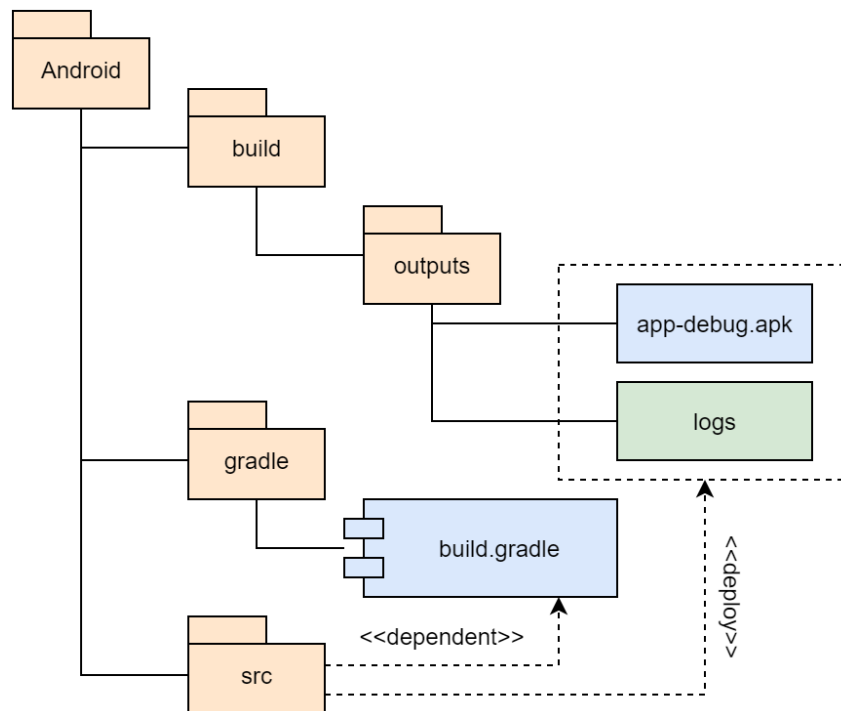 Android
build
outputs
app-debug.apk
logs
gradle
build.gradle
<<deploy>>
<<dependent>>
src